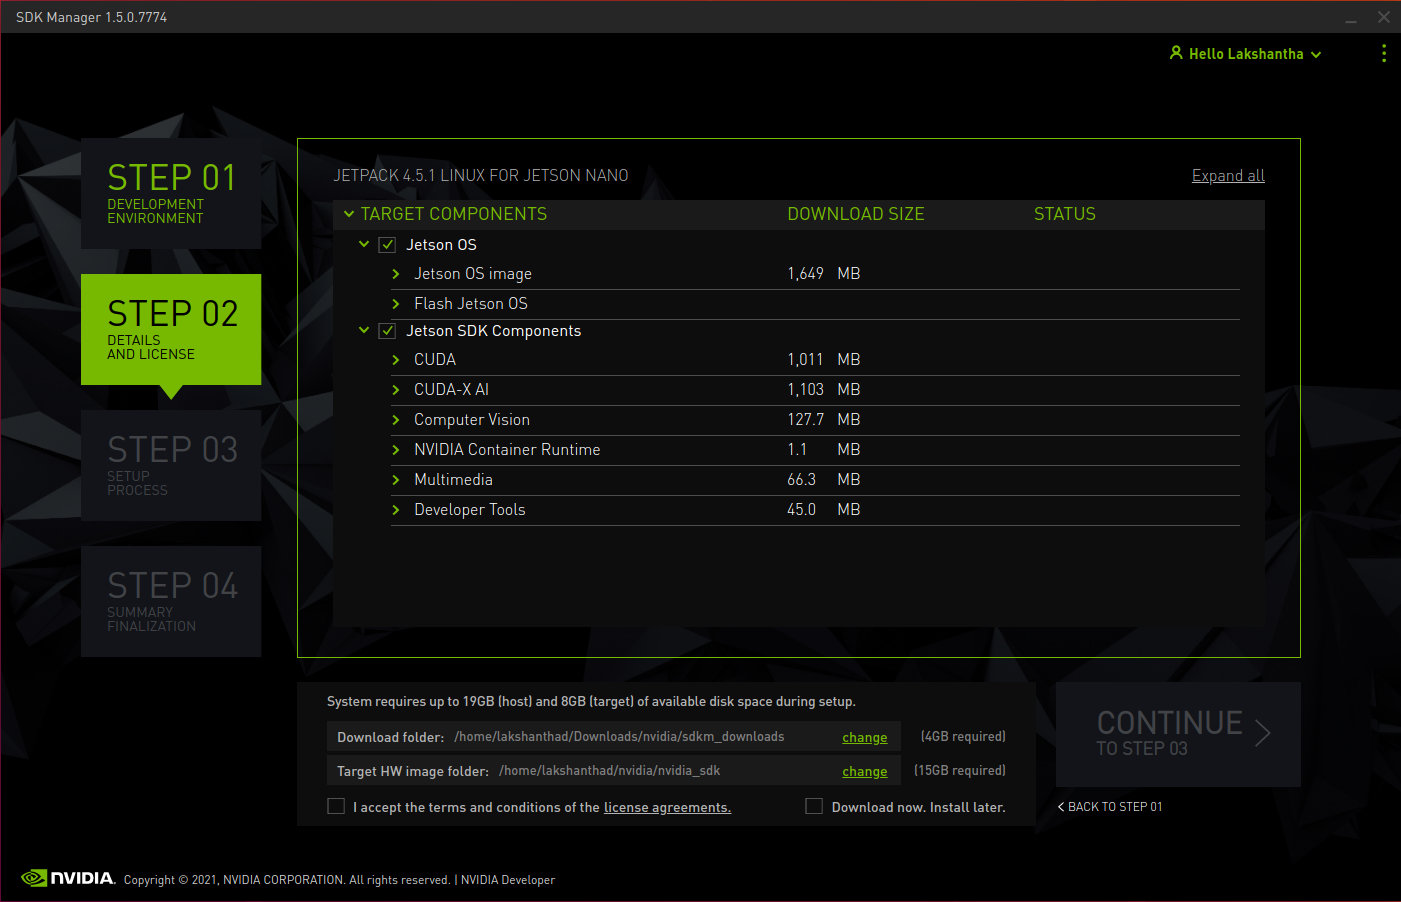 SDK Manager 1.5.0.7774
Hello Lakshantha
STEP 01
DEVELOPMENT
ENVIRONMENT
STEP 02
DETAILS
AND LICENSE
STEP 03
SETUP
PROCESS
STEP 04
SUMMARY
FINALIZATION
JETPACK 4.5.1 LINUX FOR JETSON NANO Expand all
TARGET COMPONENTS DOWNLOAD SIZE STATUS
Jetson OS
Jetson OS image 1,649 MB
Flash Jetson OS
Jetson SDK Components
CUDA 1,011 MB
CUDA-X AI 1,103 MB
Computer Vision 127.7 MB
NVIDIA Container Runtime 1.1 MB
Multimedia 66.3 MB
Developer Tools 45.0 MB
System requires up to 19GB (host) and 8GB (target) of available disk space during setup.
Download folder: /home/lakshanthad/Downloads/nvidia/sdkm_downloads change (4GB required)
Target HW image folder: /home/lakshanthad/nvidia/nvidia_sdk change (15GB required)
I accept the terms and conditions of the license agreements. Download now. Install later.
CONTINUE
TO STEP 03
BACK TO STEP 01
NVIDIA. Copyright © 2021, NVIDIA CORPORATION. All rights reserved. | NVIDIA Developer